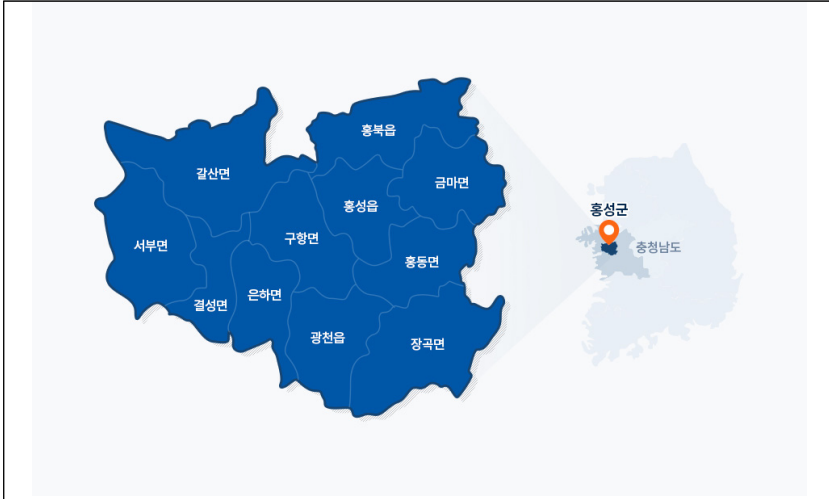 홍북읍
갈산면
금마면
홍성읍
구항면
서부면
홍동면
은하면
결성면
광천읍
장곡면
홍성군
충청남도